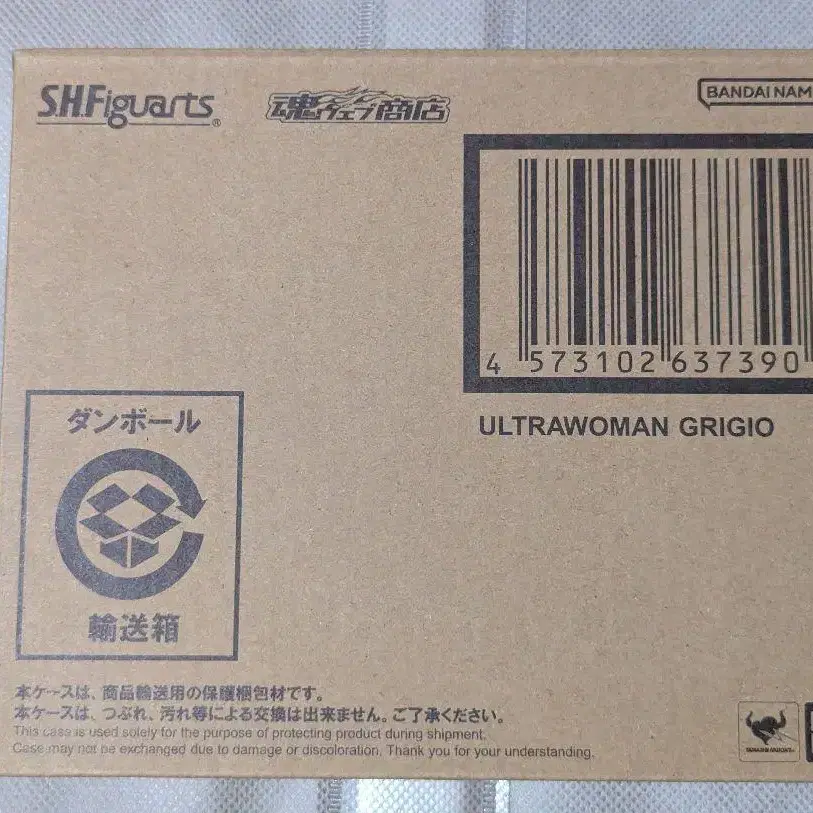 S.H.Figuarts®
魂ウェブ商店
BANDAI NAM
4 573102 637390
ULTRAWOMAN GRIGIO
ダンボール
輸送箱
本ケースは、商品輸送用の保護梱包材です。
本ケースは、つぶれ、汚れ等による交換は出来ません。ご了承ください。
This case is used solely for the purpose of protecting product during shipment.
Case may not be exchanged due to damage or discoloration. Thank you for your understanding.
TAMASHII NATIONS